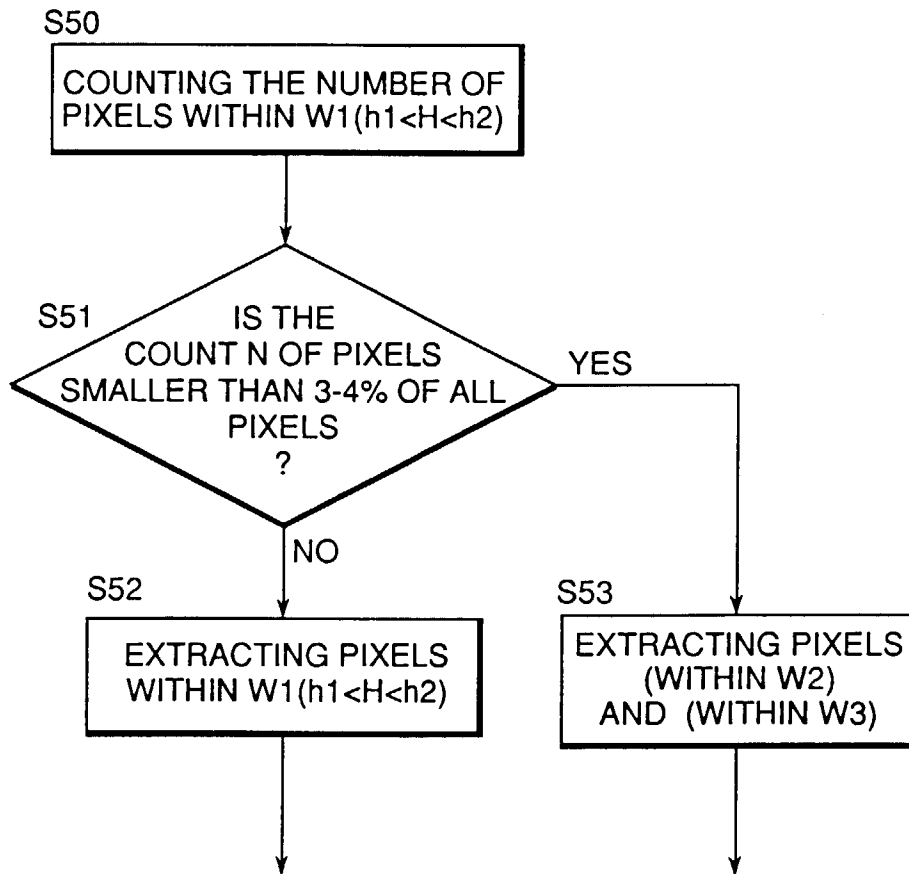 S50
COUNTING THE NUMBER OF
PIXELS WITHIN W1(h1<H<h2)
S51
IS THE
COUNT N OF PIXELS
SMALLER THAN 3-4% OF ALL
PIXELS
?
YES
NO
S52
EXTRACTING PIXELS
WITHIN W1(h1<H<h2)
S53
EXTRACTING PIXELS
(WITHIN W2)
AND (WITHIN W3)